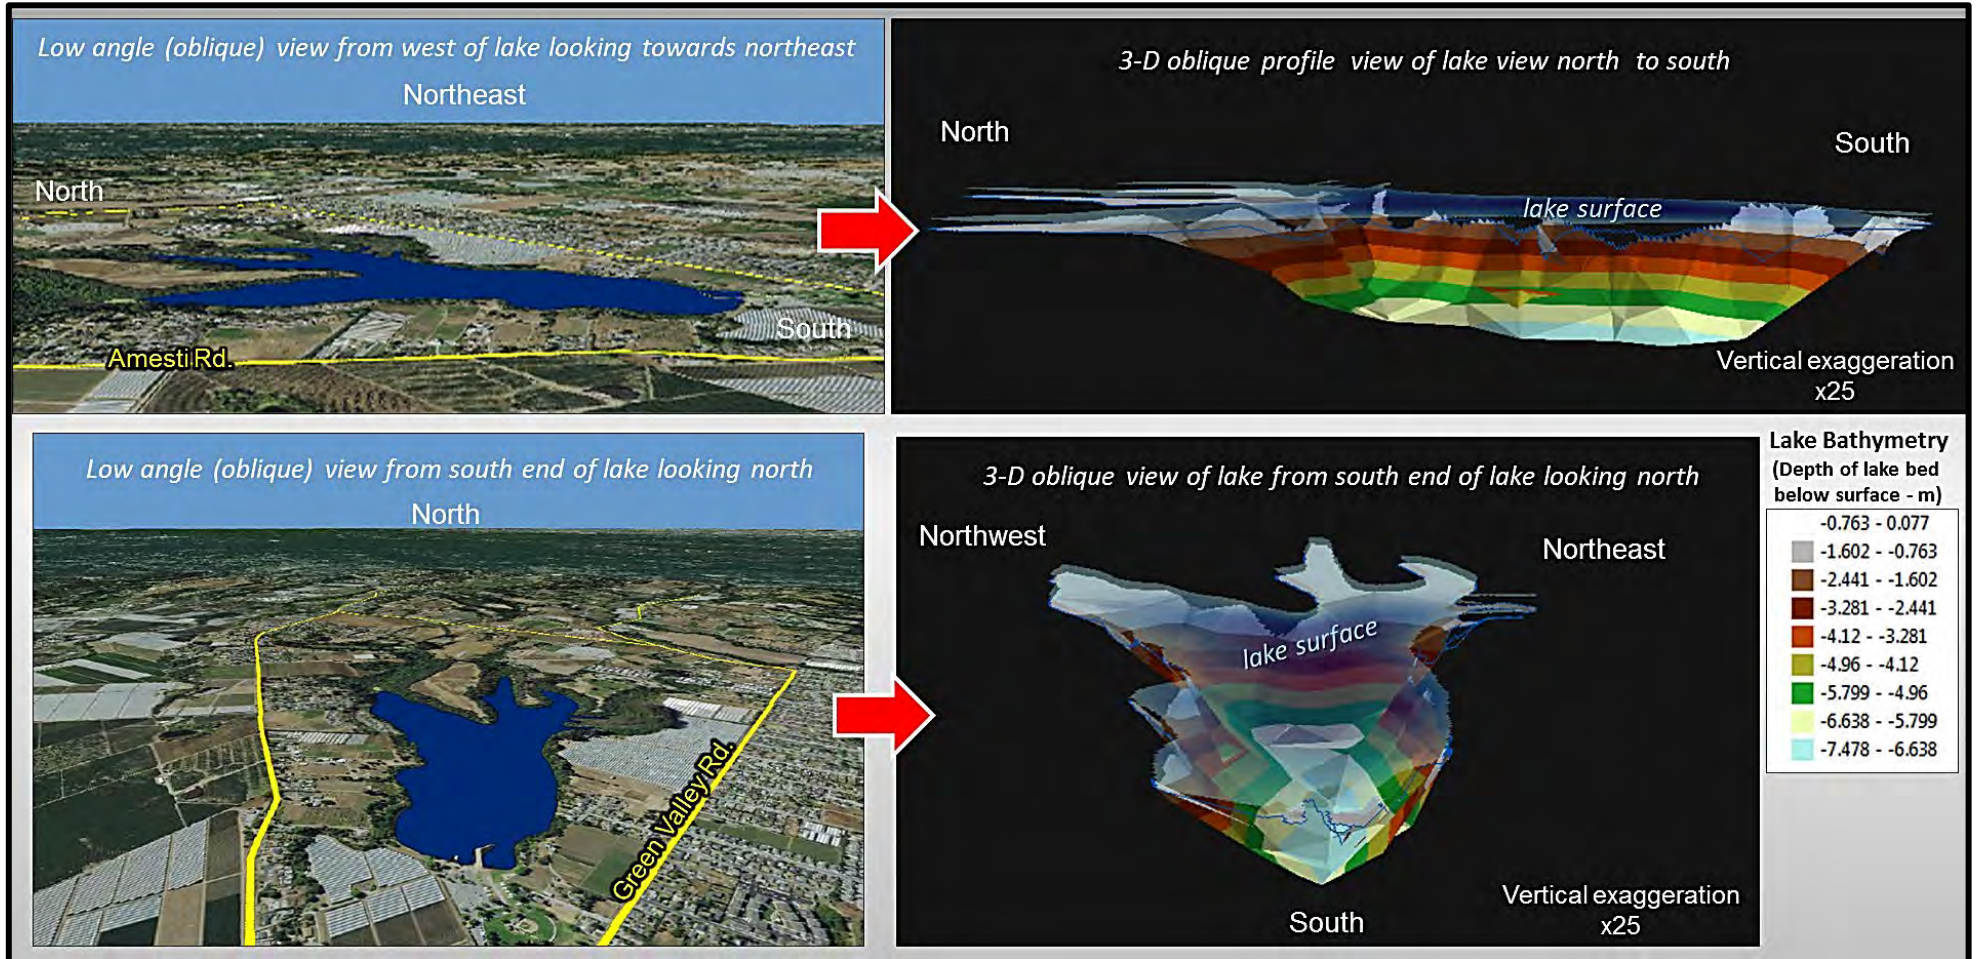 Low angle (oblique) view from west of lake looking towards northeast
Northeast
North
South
Amesti Rd.
3-D oblique profile view of lake view north to south
North
South
lake surface
Vertical exaggeration
x25
Low angle (oblique) view from south end of lake looking north
North
Green Valley Rd.
3-D oblique view of lake from south end of lake looking north
Northwest
Northeast
lake surface
Vertical exaggeration
x25
South
Lake Bathymetry
(Depth of lake bed
below surface - m)
-0.763 - 0.077
-1.602 - -0.763
-2.441 - -1.602
-3.281 - -2.441
-4.12 - -3.281
-4.96 - -4.12
-5.799 - -4.96
-6.638 - -5.799
-7.478 - -6.638